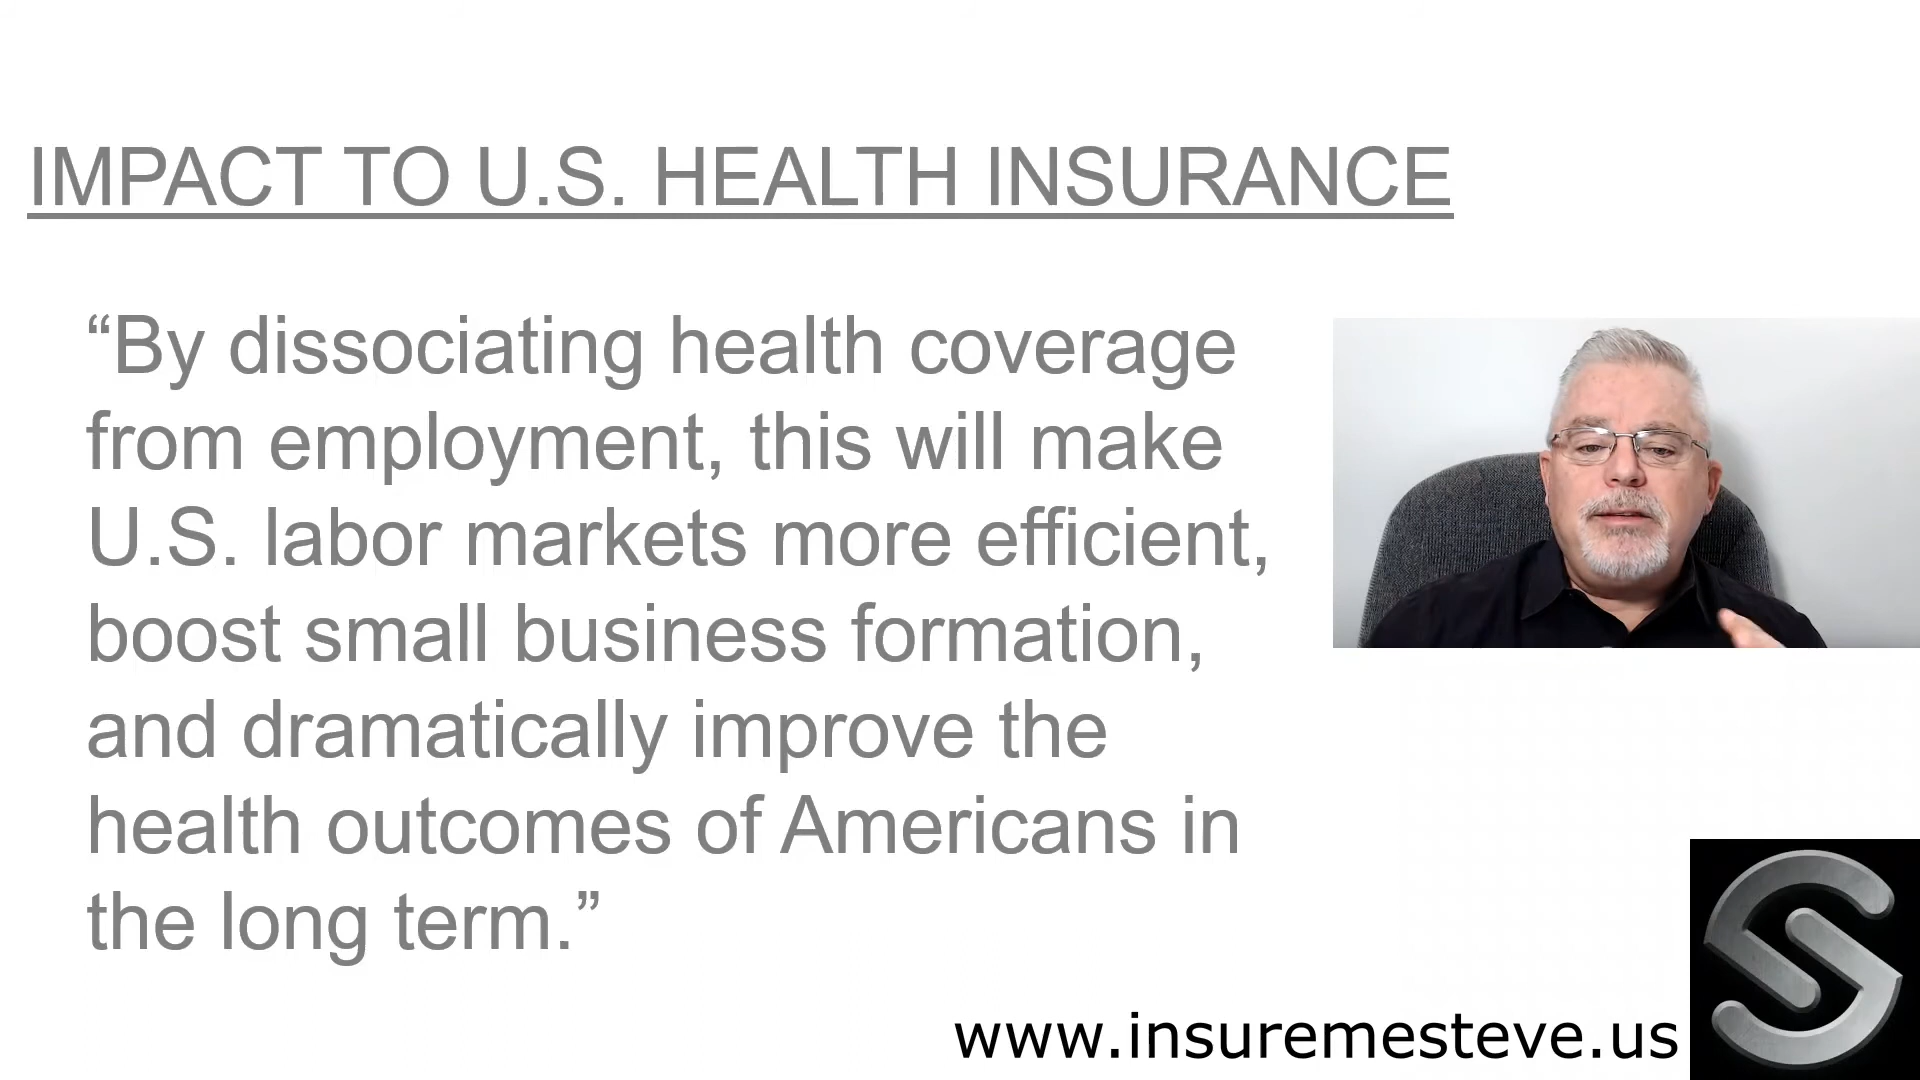 IMPACT TO U.S. HEALTH INSURANCE
“By dissociating health coverage
from employment, this will make
U.S. labor markets more efficient,
boost small business formation,
and dramatically improve the
health outcomes of Americans in
the long term.”
www.insuremesteve.us